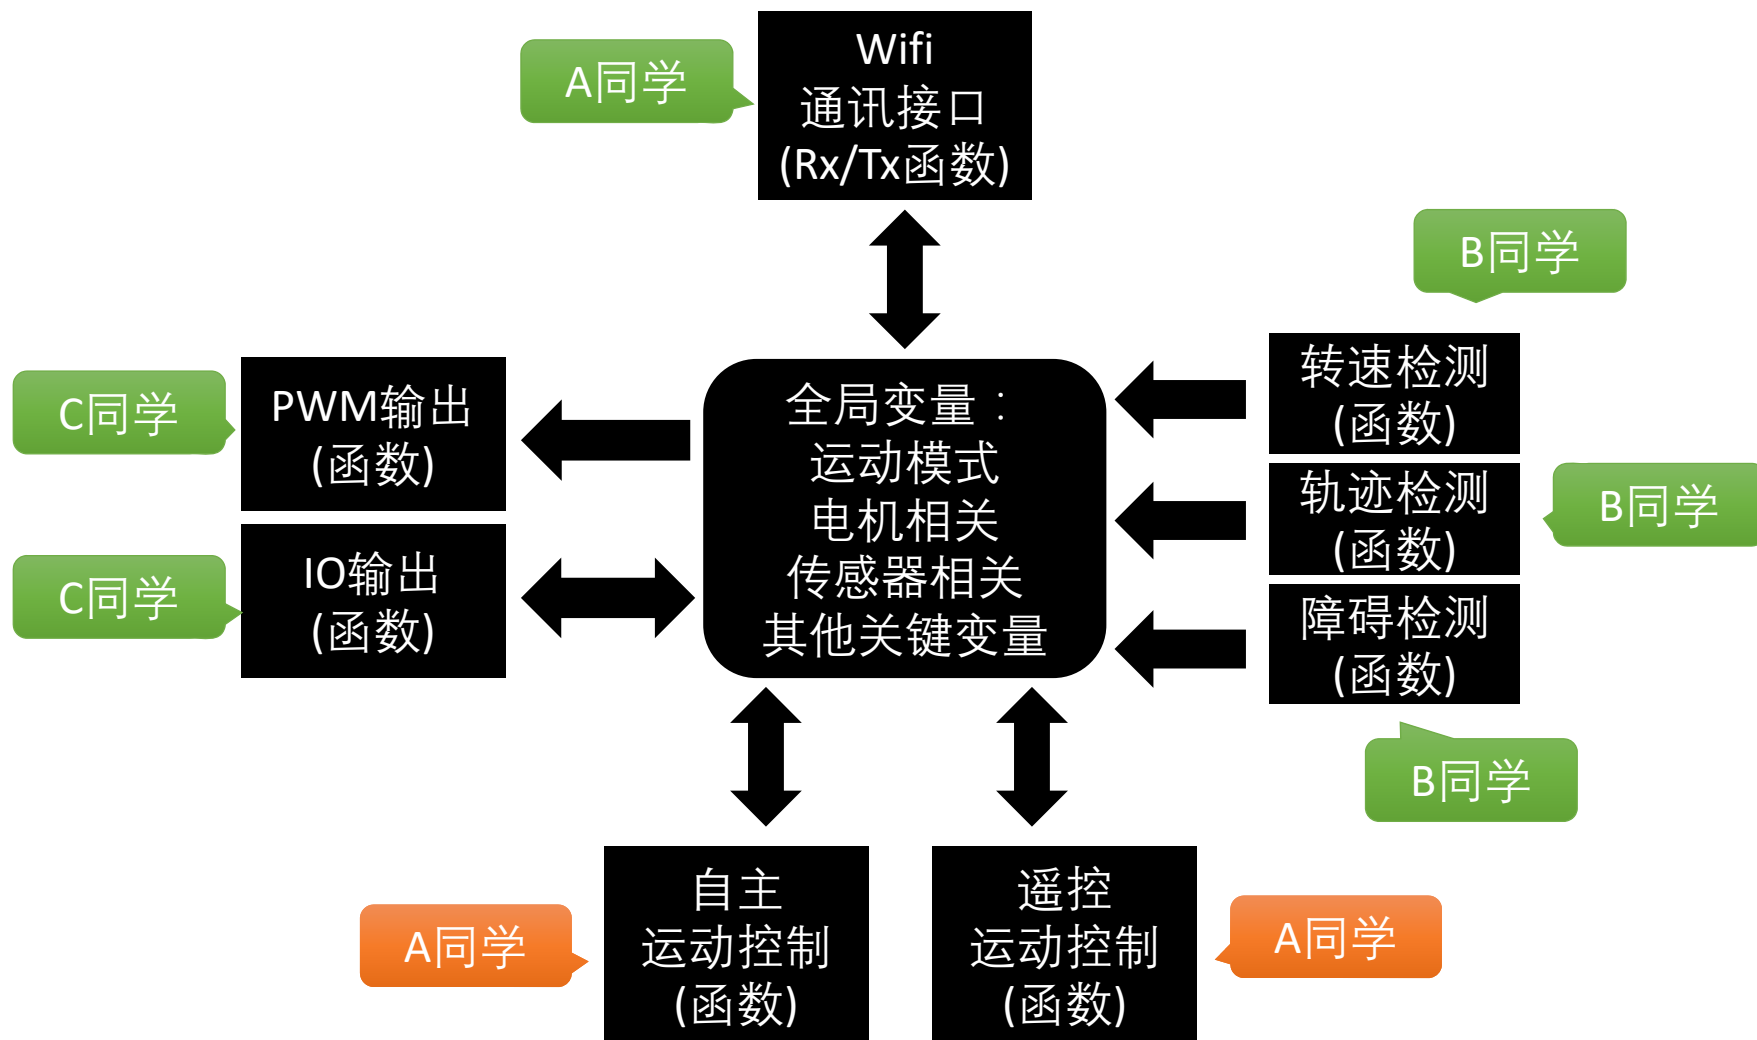 A同学
Wifi
通讯接口
(Rx/Tx函数)
B同学
C同学
PWM输出
(函数)
C同学
IO输出
(函数)
全局变量：
运动模式
电机相关
传感器相关
其他关键变量
转速检测
(函数)
轨迹检测
(函数)
B同学
障碍检测
(函数)
B同学
A同学
自主
运动控制
(函数)
遥控
运动控制
(函数)
A同学